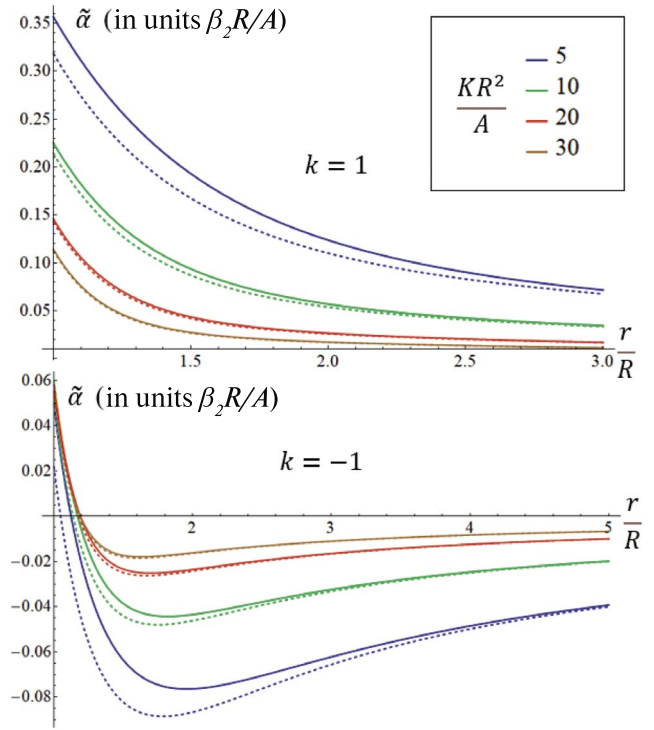 α̃ (in units β₂R/A)
0.35
0.30
0.25
0.20
0.15
0.10
0.05
k = 1
KR²
A
5
10
20
30
1.5
2.0
2.5
3.0
r
R
0.06
α̃ (in units β₂R/A)
0.04
0.02
k = −1
r
R
2
3
4
5
−0.02
−0.04
−0.06
−0.08